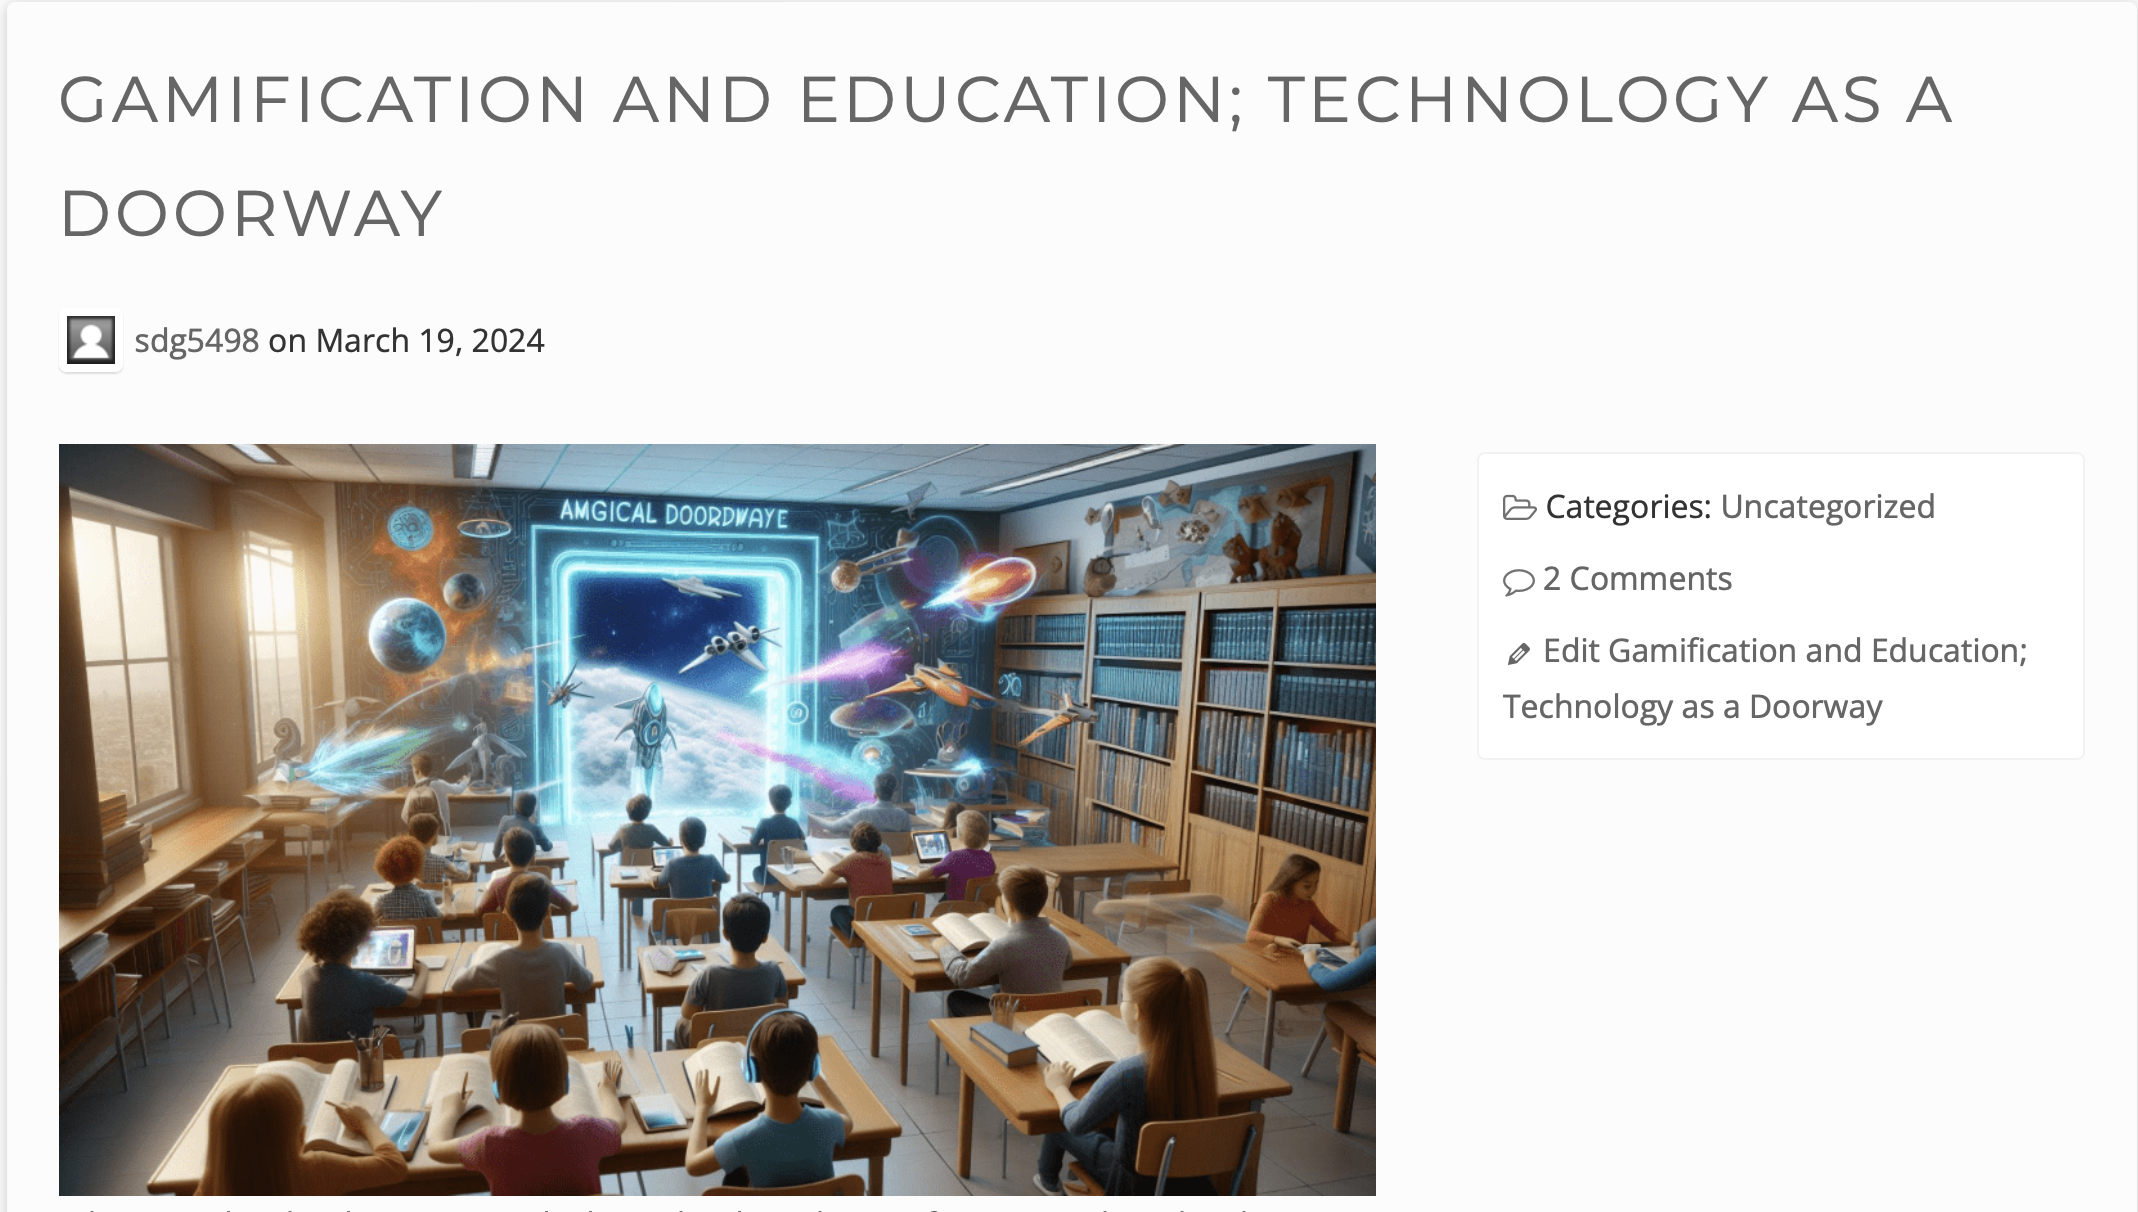 GAMIFICATION AND EDUCATION; TECHNOLOGY AS A
DOORWAY
sdg5498 on March 19, 2024
AMGICAL DOORDWAYE
Categories: Uncategorized
2 Comments
Edit Gamification and Education;
Technology as a Doorway